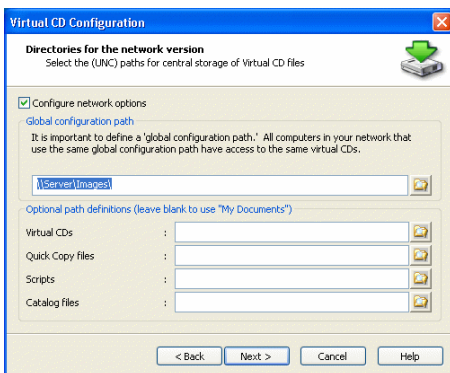 Virtual CD Configuration
Directories for the network version
Select the (UNC) paths for central storage of Virtual CD files
Configure network options
Global configuration path
It is important to define a 'global configuration path.' All computers in your network that
use the same global configuration path have access to the same virtual CDs.
\\Server\Images\
Optional path definitions (leave blank to use "My Documents")
Virtual CDs :
Quick Copy files :
Scripts :
Catalog files :
< Back Next > Cancel Help